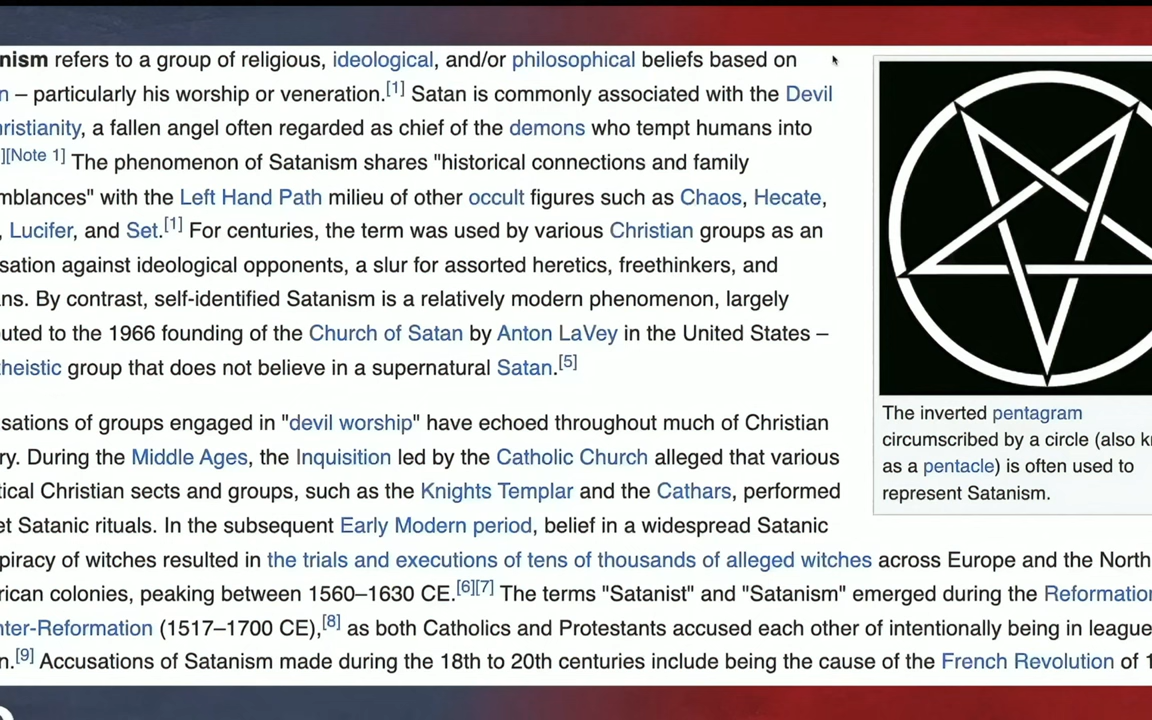 nism refers to a group of religious, ideological, and/or philosophical beliefs based on
n – particularly his worship or veneration.[1] Satan is commonly associated with the Devil
hristianity, a fallen angel often regarded as chief of the demons who tempt humans into
][Note 1] The phenomenon of Satanism shares "historical connections and family
mblances" with the Left Hand Path milieu of other occult figures such as Chaos, Hecate,
, Lucifer, and Set.[1] For centuries, the term was used by various Christian groups as an
sation against ideological opponents, a slur for assorted heretics, freethinkers, and
ns. By contrast, self-identified Satanism is a relatively modern phenomenon, largely
uted to the 1966 founding of the Church of Satan by Anton LaVey in the United States –
theistic group that does not believe in a supernatural Satan.[5]
sations of groups engaged in "devil worship" have echoed throughout much of Christian
ry. During the Middle Ages, the Inquisition led by the Catholic Church alleged that various
tical Christian sects and groups, such as the Knights Templar and the Cathars, performed
et Satanic rituals. In the subsequent Early Modern period, belief in a widespread Satanic
piracy of witches resulted in the trials and executions of tens of thousands of alleged witches across Europe and the North
rican colonies, peaking between 1560–1630 CE.[6][7] The terms "Satanist" and "Satanism" emerged during the Reformation
nter-Reformation (1517–1700 CE),[8] as both Catholics and Protestants accused each other of intentionally being in league
n.[9] Accusations of Satanism made during the 18th to 20th centuries include being the cause of the French Revolution of 1
The inverted pentagram
circumscribed by a circle (also k
as a pentacle) is often used to
represent Satanism.